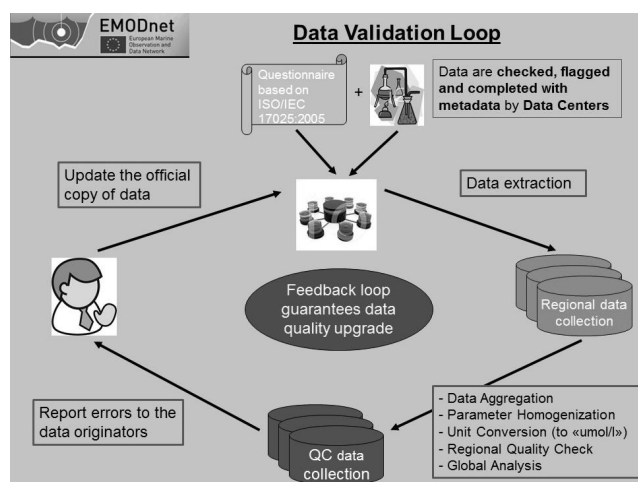 EMODnet
European Marine
Observation and
Data Network
Data Validation Loop
Questionnaire
based on
ISO/IEC
17025:2005
+
Data are checked, flagged
and completed with
metadata by Data Centers
Update the official
copy of data
Data extraction
Feedback loop
guarantees data
quality upgrade
Regional data
collection
Report errors to the
data originators
QC data
collection
- Data Aggregation
- Parameter Homogenization
- Unit Conversion (to «umol/l»)
- Regional Quality Check
- Global Analysis